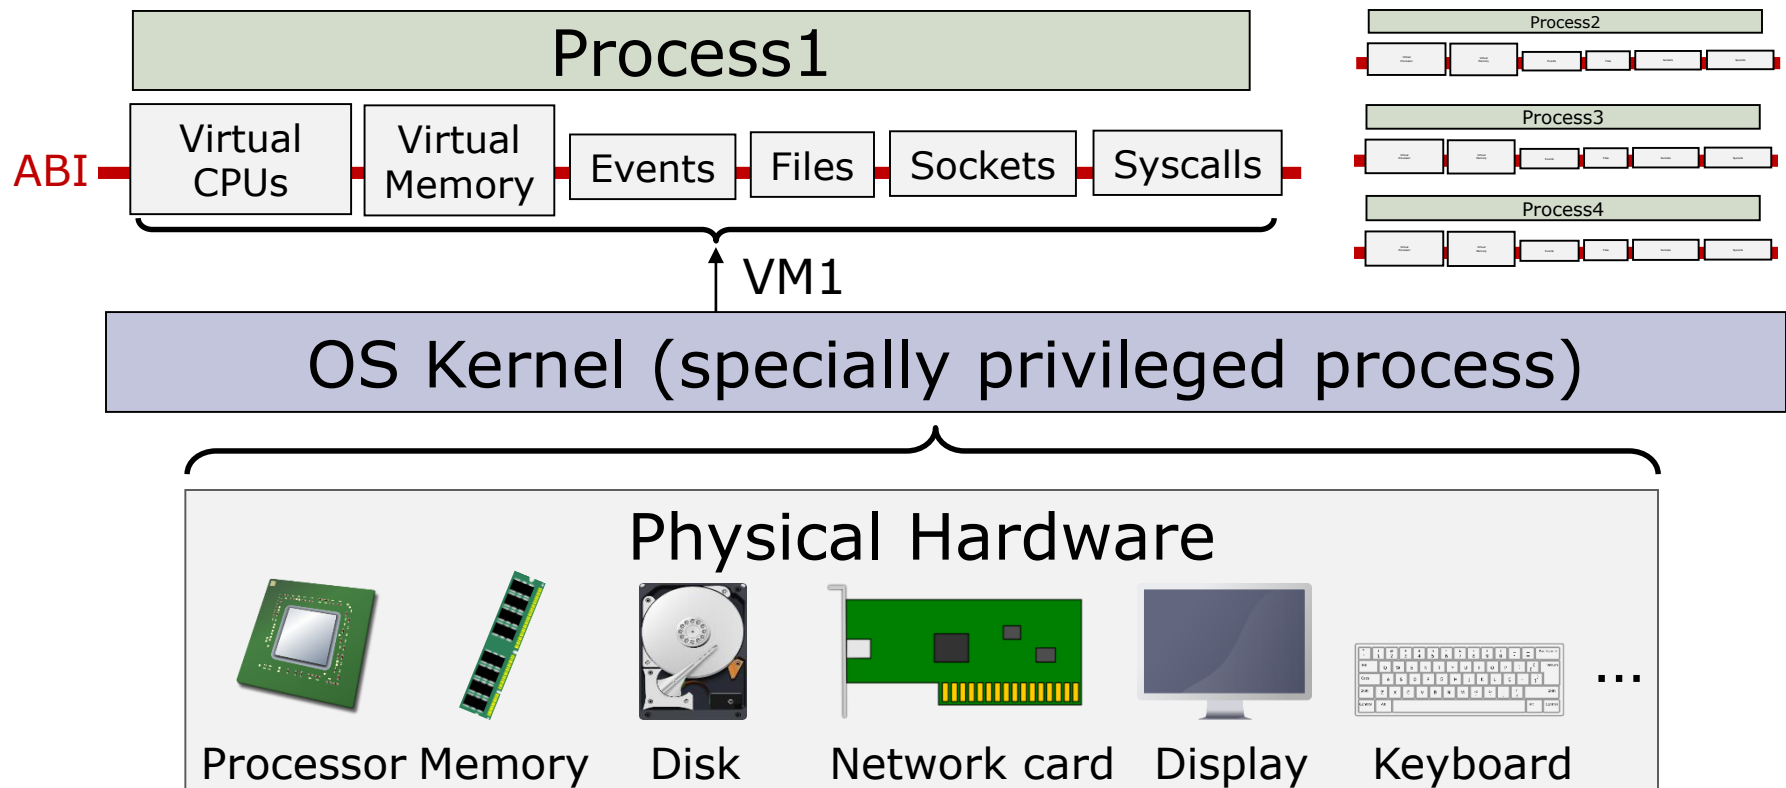 Process1
Process2
ABI
Virtual
CPUs
Virtual
Memory
Events
Files
Sockets
Syscalls
Process3
Process4
VM1
OS Kernel (specially privileged process)
Physical Hardware
...
Processor
Memory
Disk
Network card
Display
Keyboard